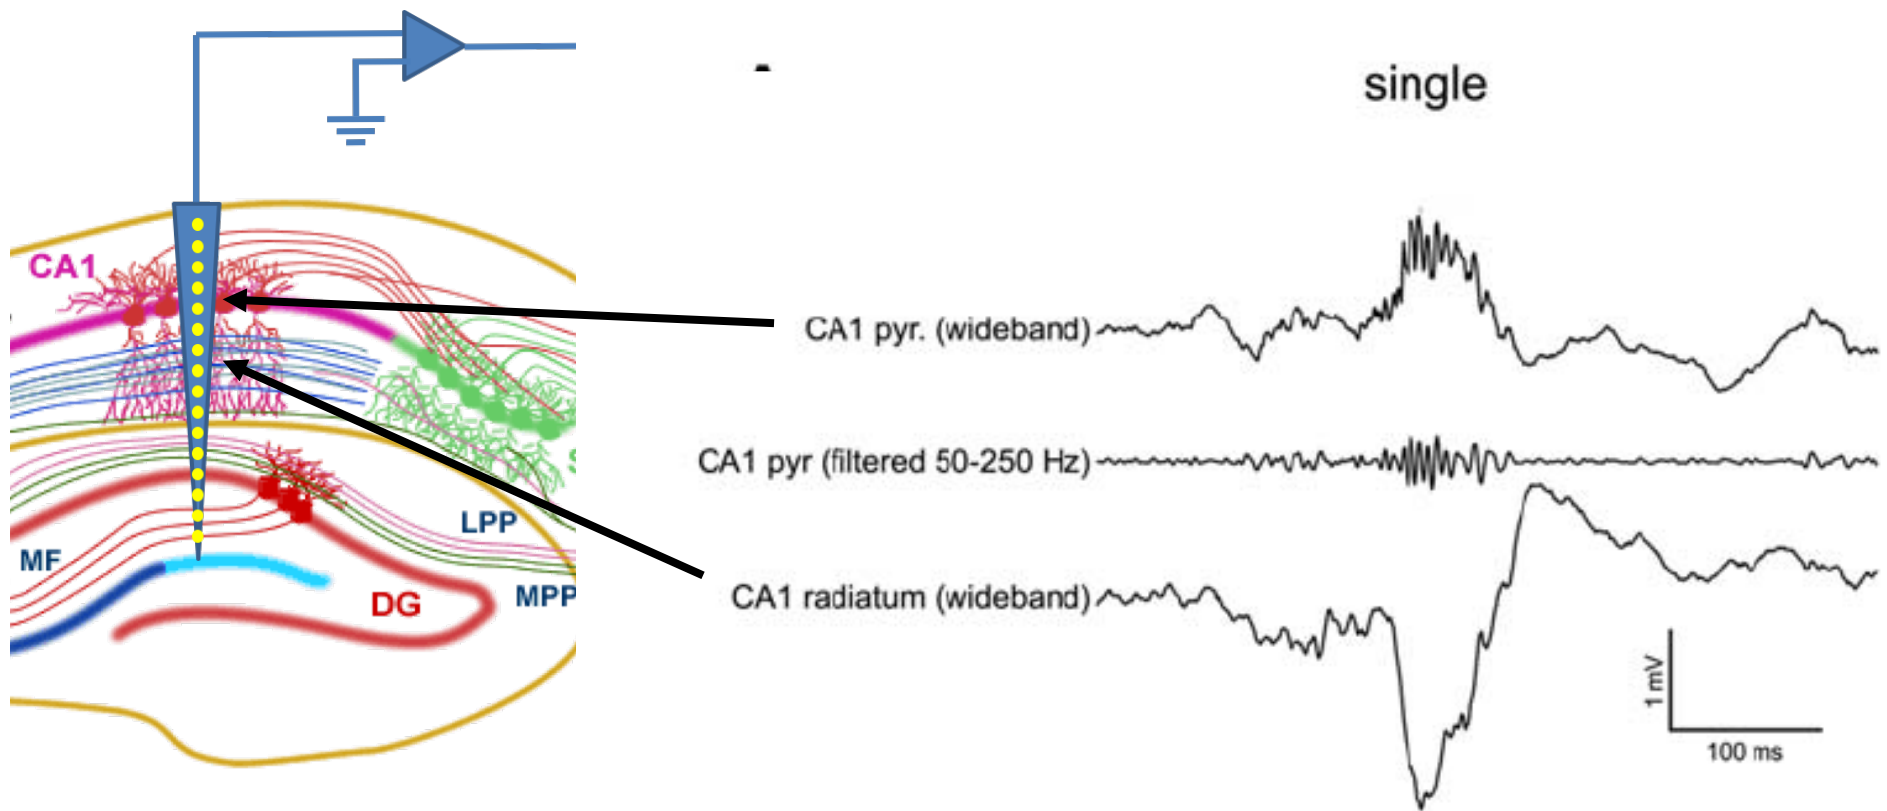 single
CA1
CA1 pyr. (wideband)
CA1 pyr (filtered 50-250 Hz)
LPP
MF
CA1 radiatum (wideband)
DG
MPP
1 mV
100 ms